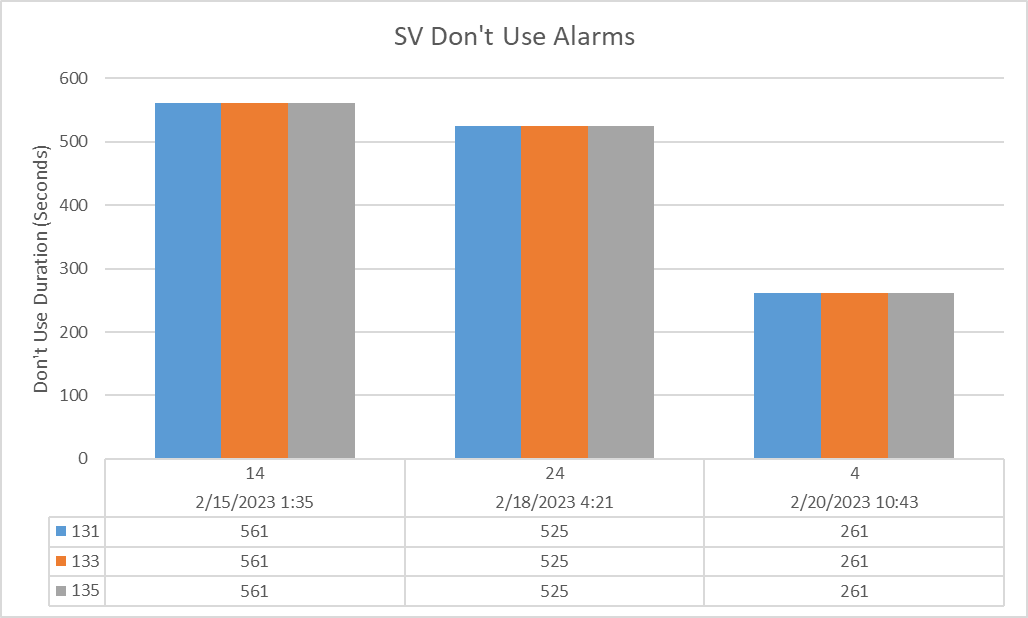 SV Don't Use Alarms
Don't Use Duration (Seconds)
600
500
400
300
200
100
0
14 24 4
2/15/2023 1:35 2/18/2023 4:21 2/20/2023 10:43
131 561 525 261
133 561 525 261
135 561 525 261